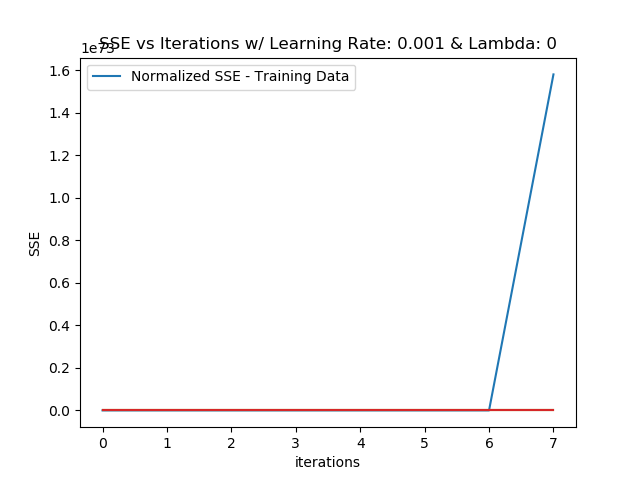 SSE vs Iterations w/ Learning Rate: 0.001 & Lambda: 0
1e73
Normalized SSE - Training Data
1.6
1.4
1.2
1.0
0.8
0.6
0.4
0.2
0.0
SSE
0 1 2 3 4 5 6 7
iterations